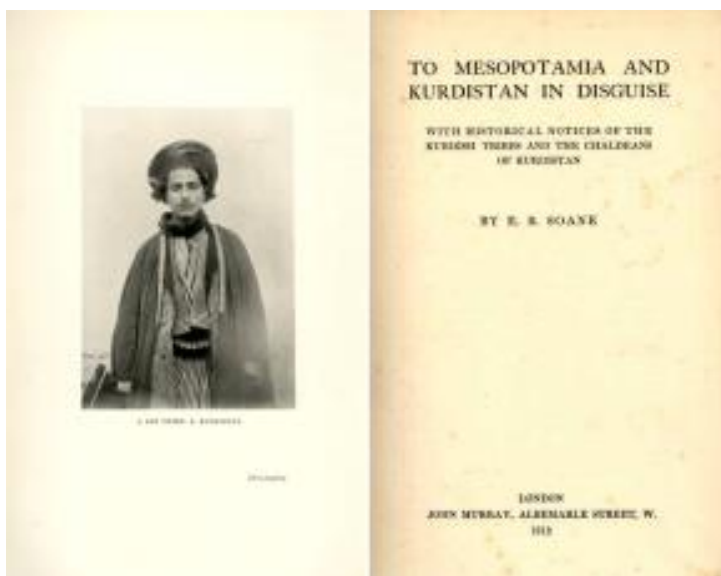 TO MESOPOTAMIA AND
KURDISTAN IN DISGUISE
WITH HISTORICAL NOTICES OF THE
KURDISH TRIBES AND THE CHALDEANS
OF KURDISTAN
BY E. B. SOANE
LONDON
JOHN MURRAY, ALBEMARLE STREET, W.
1912